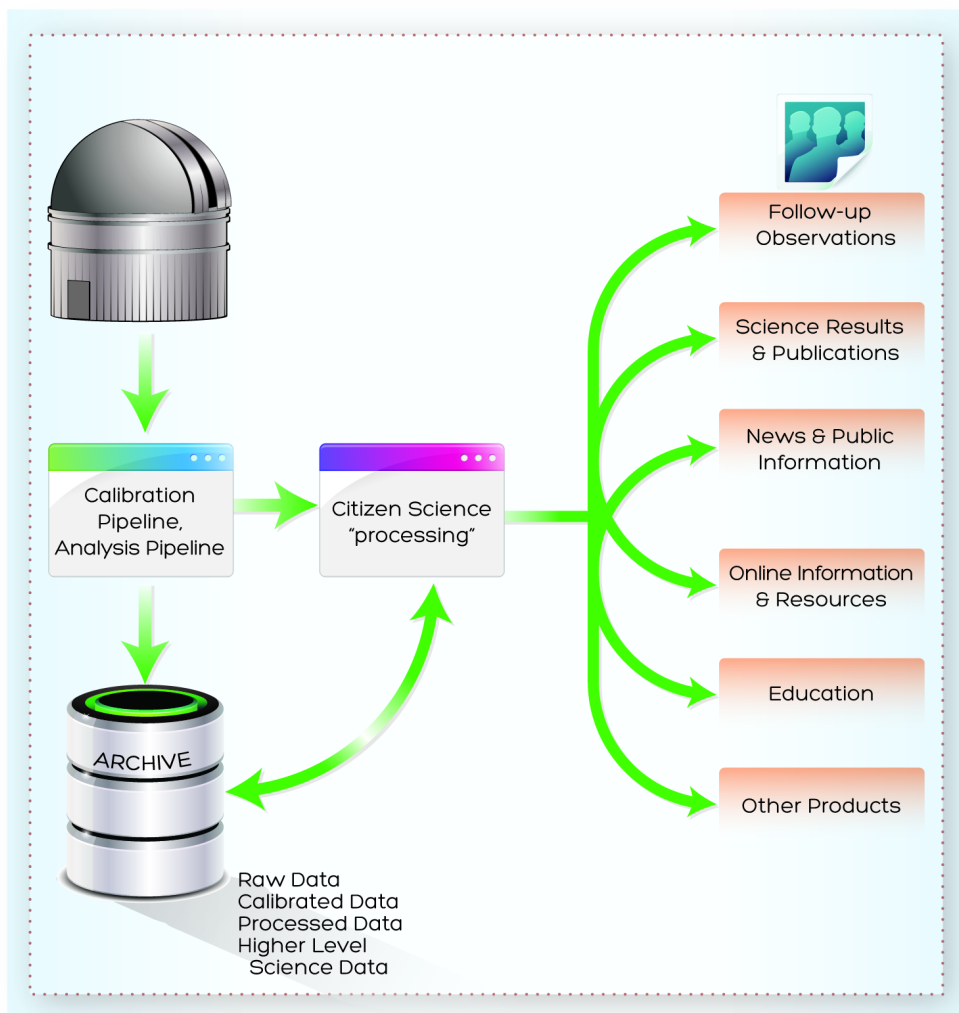 Follow-up
Observations
Science Results
& Publications
News & Public
Information
Calibration
Pipeline,
Analysis Pipeline
Citizen Science
"processing"
Online Information
& Resources
Education
ARCHIVE
Other Products
Raw Data
Calibrated Data
Processed Data
Higher Level
Science Data